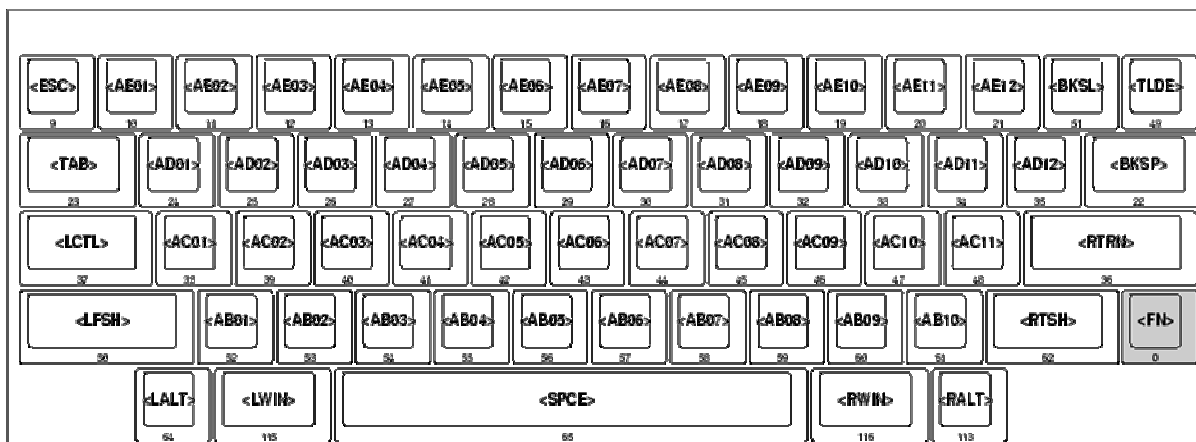 <ESC> <AE01> <AE02> <AE03> <AE04> <AE05> <AE06> <AE07> <AE08> <AE09> <AE10> <AE11> <AE12> <BKSL> <TLDE>
9 10 11 12 13 14 15 16 17 18 19 20 21 51 49
<TAB> <AD01> <AD02> <AD03> <AD04> <AD05> <AD06> <AD07> <AD08> <AD09> <AD10> <AD11> <AD12> <BKSP>
23 24 25 26 27 28 29 30 31 32 33 34 35 22
<LCTL> <AC01> <AC02> <AC03> <AC04> <AC05> <AC06> <AC07> <AC08> <AC09> <AC10> <AC11> <RTRN>
37 38 39 40 41 42 43 44 45 46 47 48 36
<LFSH> <AB01> <AB02> <AB03> <AB04> <AB05> <AB06> <AB07> <AB08> <AB09> <AB10> <RTSH> <FN>
50 52 53 54 55 56 57 58 59 60 61 62 0
<LALT> <LWIN> <SPCE> <RWIN> <RALT>
64 115 65 116 113